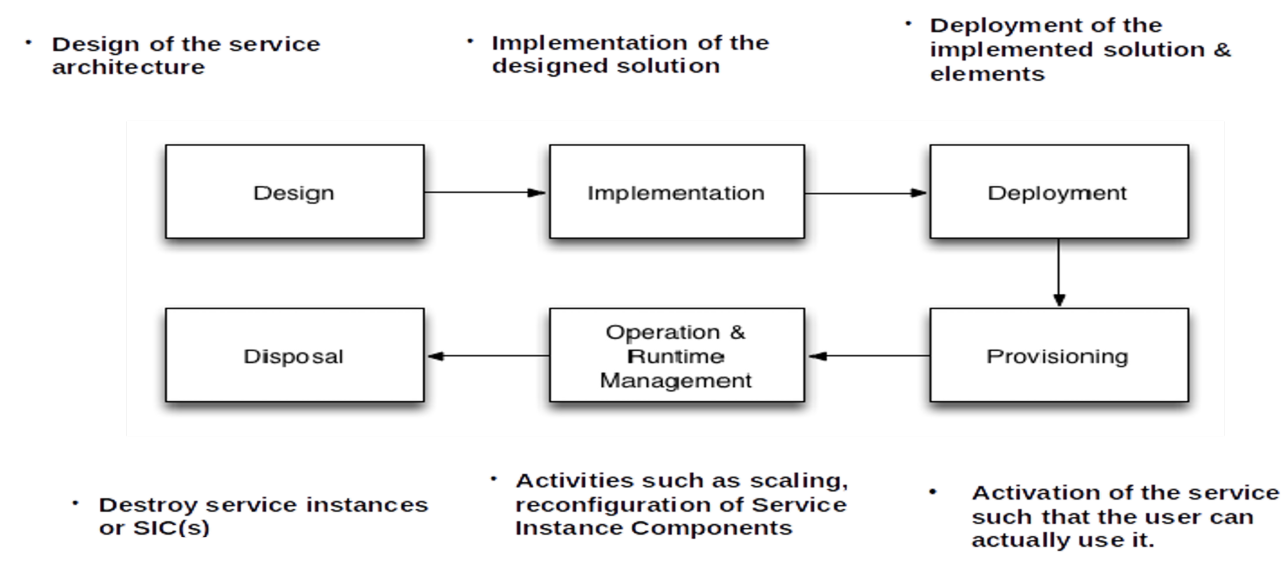 • Design of the service
architecture
• Implementation of the
designed solution
• Deployment of the
implemented solution &
elements
Design
Implementation
Deployment
Disposal
Operation &
Runtime
Management
Provisioning
• Destroy service instances
or SIC(s)
• Activities such as scaling,
reconfiguration of Service
Instance Components
• Activation of the service
such that the user can
actually use it.